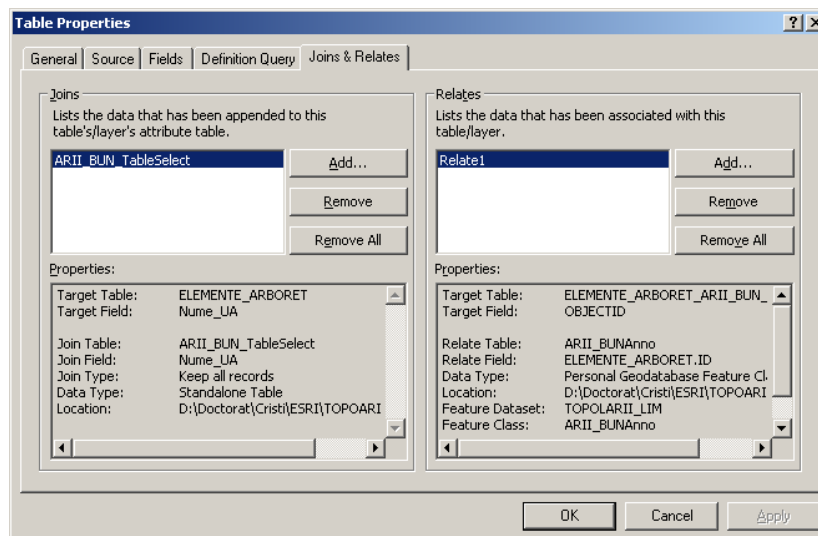 Table Properties
General Source Fields Definition Query Joins & Relates
Joins
Lists the data that has been appended to this
table's/layer's attribute table.
ARII_BUN_TableSelect
Add...
Remove
Remove All
Properties:
Target Table: ELEMENTE_ARBORET
Target Field: Nume_UA
Join Table: ARII_BUN_TableSelect
Join Field: Nume_UA
Join Type: Keep all records
Data Type: Standalone Table
Location: D:\Doctorat\Cristi\ESRI\TOPOARI
Relates
Lists the data that has been associated with this
table/layer.
Relate1
Add...
Remove
Remove All
Properties:
Target Table: ELEMENTE_ARBORET_ARII_BUN_
Target Field: OBJECTID
Relate Table: ARII_BUNAnno
Relate Field: ELEMENTE_ARBORET.ID
Data Type: Personal Geodatabase Feature Cl
Location: D:\Doctorat\Cristi\ESRI\TOPOARI
Feature Dataset: TOPOLARII_LIM
Feature Class: ARII_BUNAnno
OK Cancel Apply